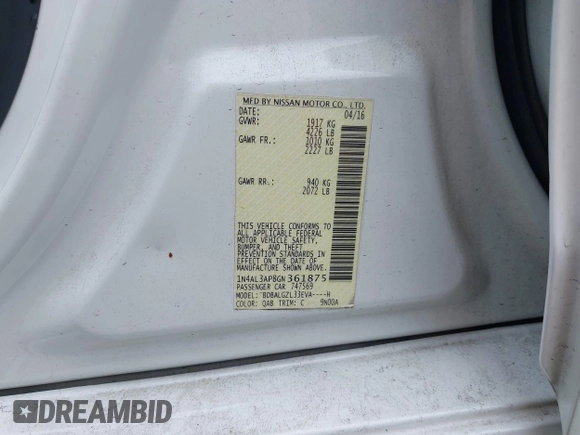 MFD BY NISSAN MOTOR CO., LTD.
DATE: 04/16
GVWR: 1917 KG
4226 LB
GAWR FR.: 1010 KG
2227 LB
GAWR RR.: 940 KG
2072 LB
THIS VEHICLE CONFORMS TO
ALL APPLICABLE FEDERAL
MOTOR VEHICLE SAFETY,
BUMPER, AND THEFT
PREVENTION STANDARDS IN
EFFECT ON THE DATE OF
MANUFACTURE SHOWN ABOVE.
1N4AL3AP8GN361875
PASSENGER CAR 747569
MODEL: BDBALGZL33EVA----H
COLOR: QAB TRIM: C 9N00A
DREAMBID